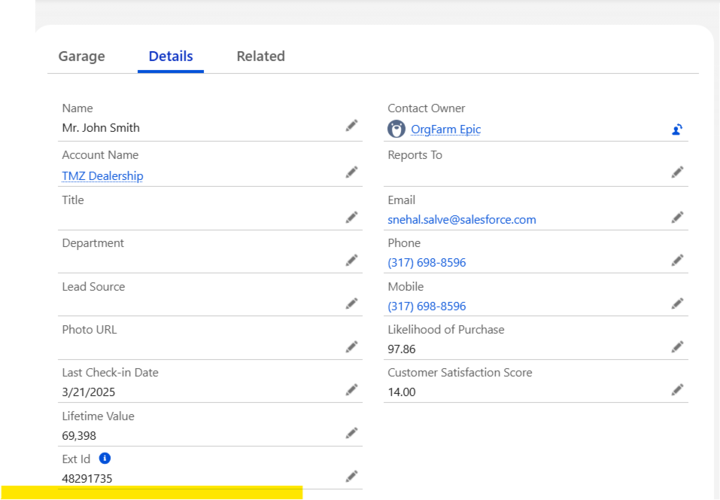 Garage Details Related
Name
Mr. John Smith
Account Name
TMZ Dealership
Title
Department
Lead Source
Photo URL
Last Check-in Date
3/21/2025
Lifetime Value
69,398
Ext Id
48291735
Contact Owner
OrgFarm Epic
Reports To
Email
snehal.salve@salesforce.com
Phone
(317) 698-8596
Mobile
(317) 698-8596
Likelihood of Purchase
97.86
Customer Satisfaction Score
14.00